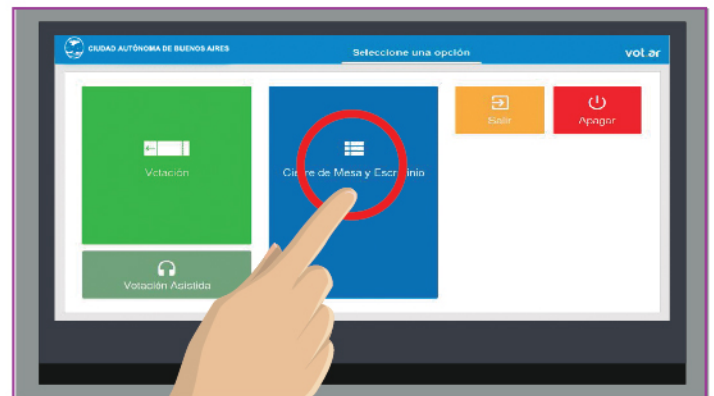 CIUDAD AUTÓNOMA DE BUENOS AIRES
Seleccione una opción
vot.ar
Votación
Cierre de Mesa y Escrutinio
Salir
Apagar
Votación Asistida